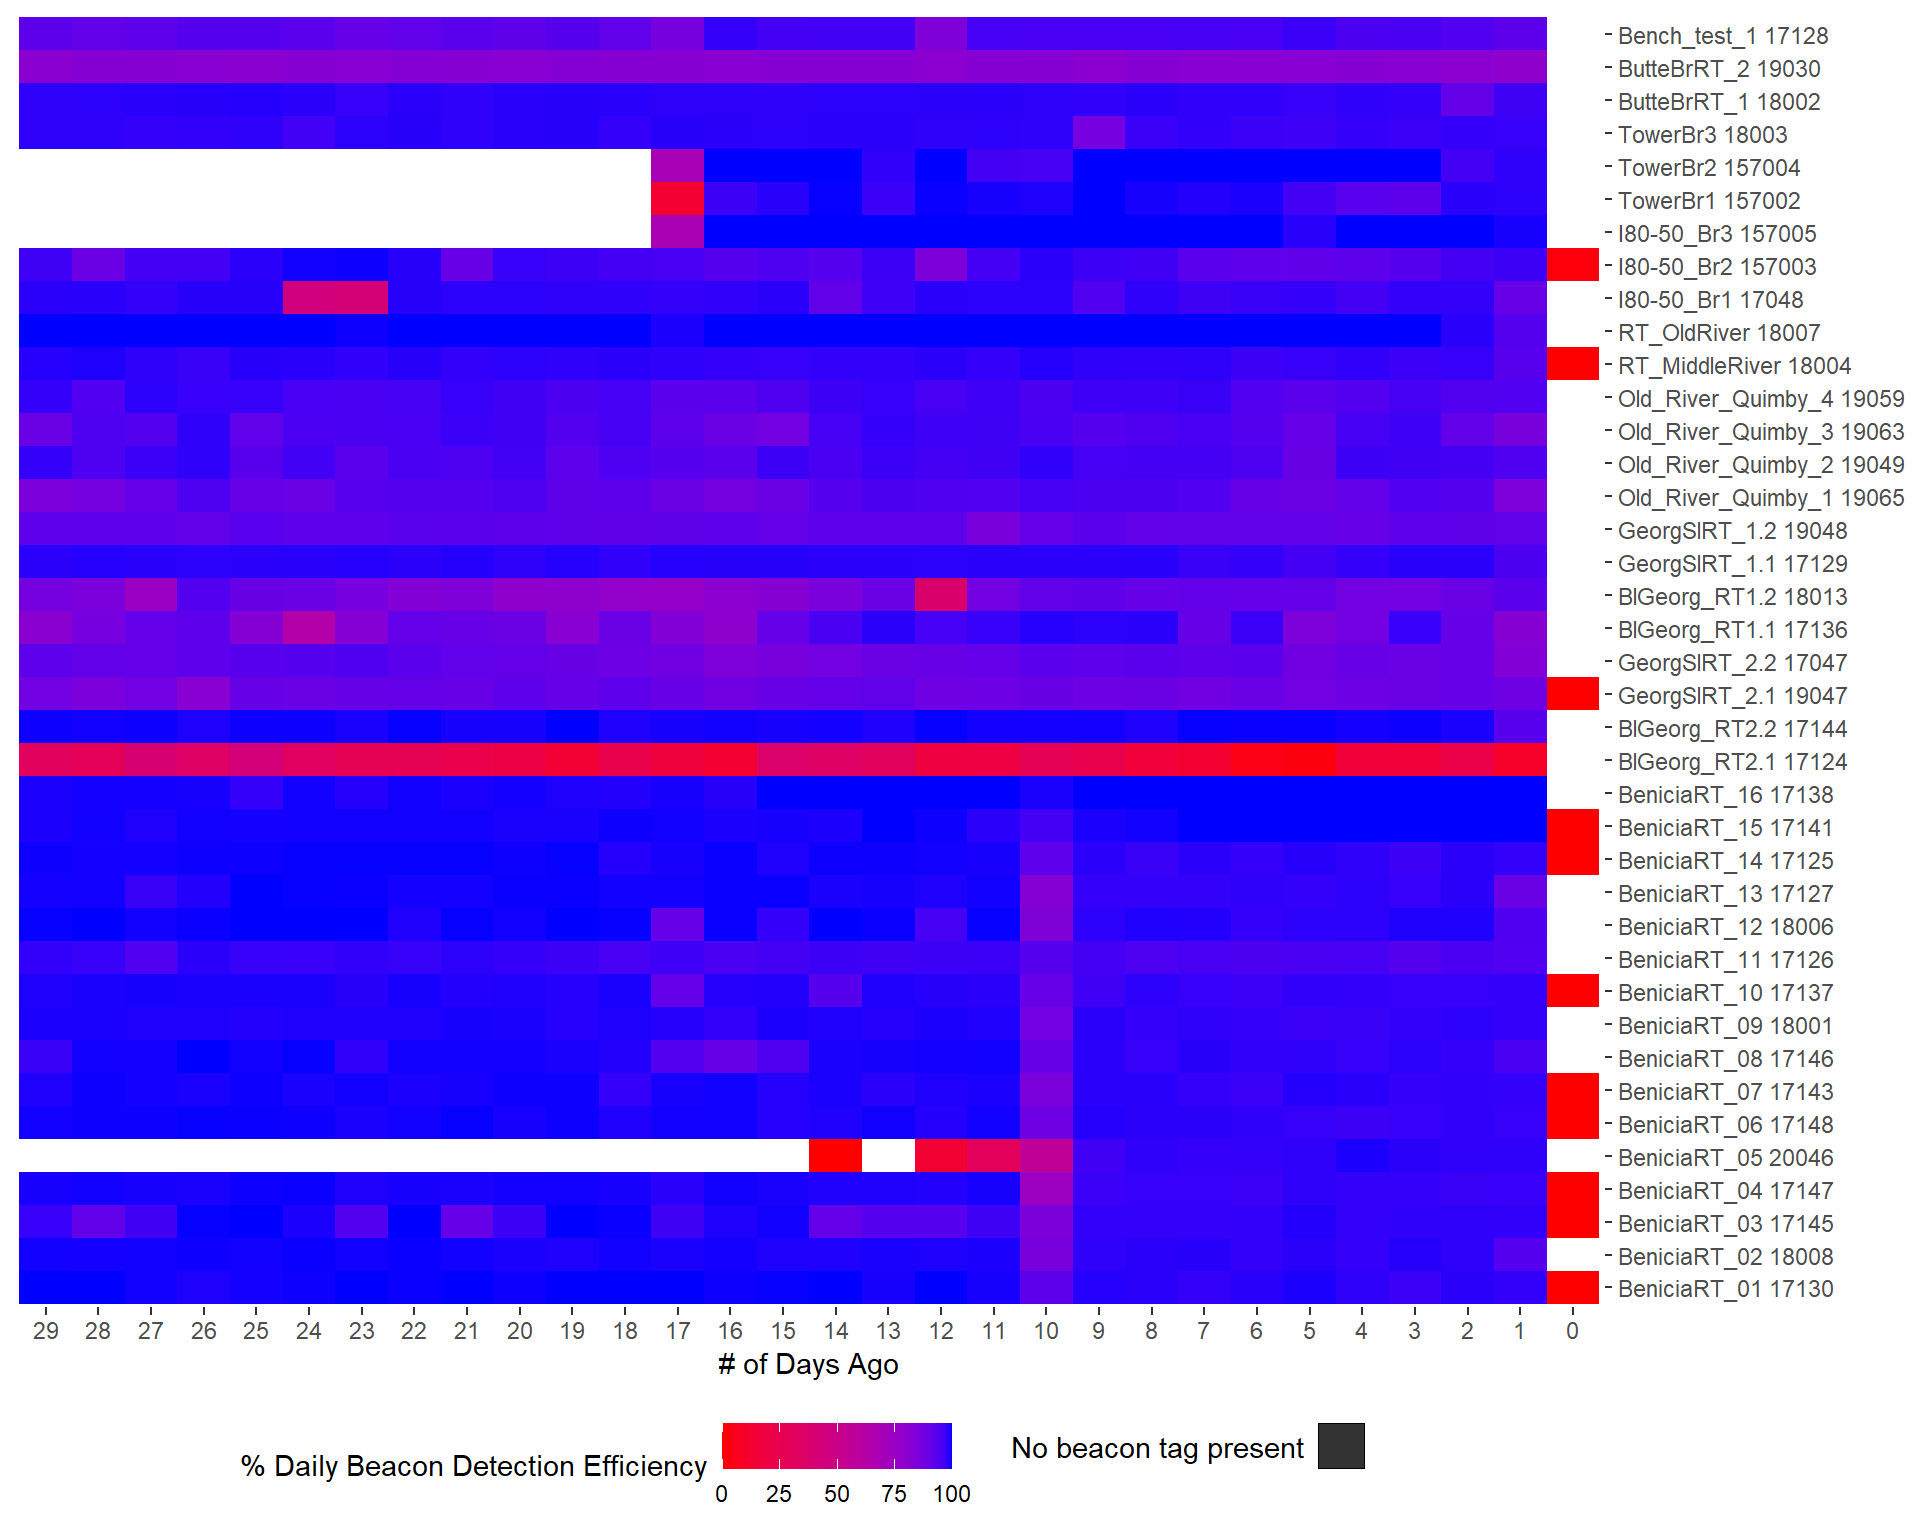 Bench_test_1 17128
ButteBrRT_2 19030
ButteBrRT_1 18002
TowerBr3 18003
TowerBr2 157004
TowerBr1 157002
I80-50_Br3 157005
I80-50_Br2 157003
I80-50_Br1 17048
RT_OldRiver 18007
RT_MiddleRiver 18004
Old_River_Quimby_4 19059
Old_River_Quimby_3 19063
Old_River_Quimby_2 19049
Old_River_Quimby_1 19065
GeorgSlRT_1.2 19048
GeorgSlRT_1.1 17129
BlGeorg_RT1.2 18013
BlGeorg_RT1.1 17136
GeorgSlRT_2.2 17047
GeorgSlRT_2.1 19047
BlGeorg_RT2.2 17144
BlGeorg_RT2.1 17124
BeniciaRT_16 17138
BeniciaRT_15 17141
BeniciaRT_14 17125
BeniciaRT_13 17127
BeniciaRT_12 18006
BeniciaRT_11 17126
BeniciaRT_10 17137
BeniciaRT_09 18001
BeniciaRT_08 17146
BeniciaRT_07 17143
BeniciaRT_06 17148
BeniciaRT_05 20046
BeniciaRT_04 17147
BeniciaRT_03 17145
BeniciaRT_02 18008
BeniciaRT_01 17130
29 28 27 26 25 24 23 22 21 20 19 18 17 16 15 14 13 12 11 10 9 8 7 6 5 4 3 2 1 0
# of Days Ago
% Daily Beacon Detection Efficiency
0 25 50 75 100
No beacon tag present